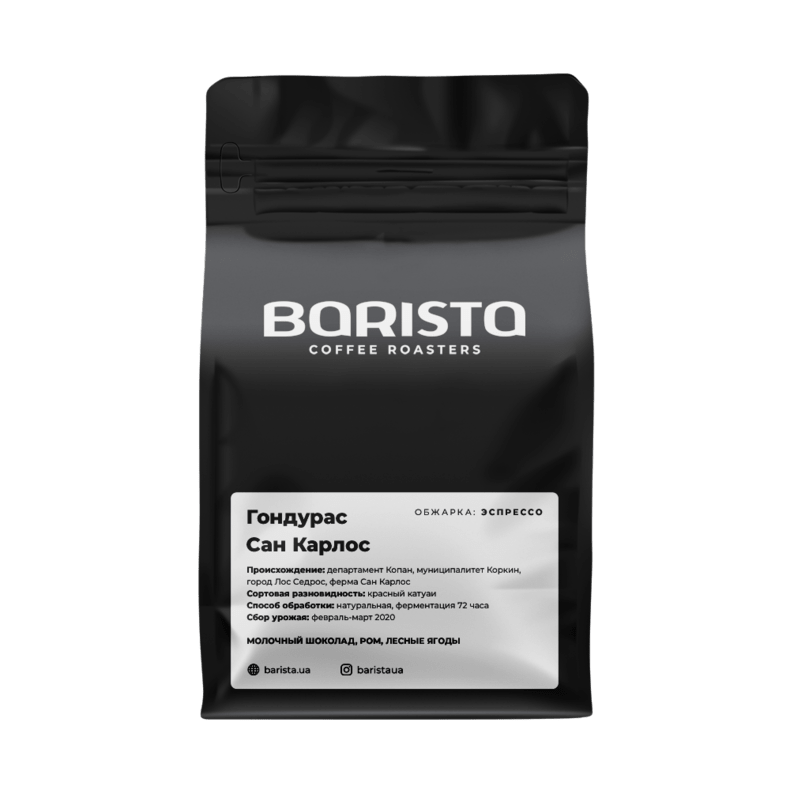 BARISTA
COFFEE ROASTERS
Гондурас
Сан Карлос
ОБЖАРКА: ЭСПРЕССО
Происхождение: департамент Копан, муниципалитет Коркин,
город Лос Седрос, ферма Сан Карлос
Сортовая разновидность: красный катуаи
Способ обработки: натуральная, ферментация 72 часа
Сбор урожая: февраль-март 2020
МОЛОЧНЫЙ ШОКОЛАД, РОМ, ЛЕСНЫЕ ЯГОДЫ
barista.ua
baristaua